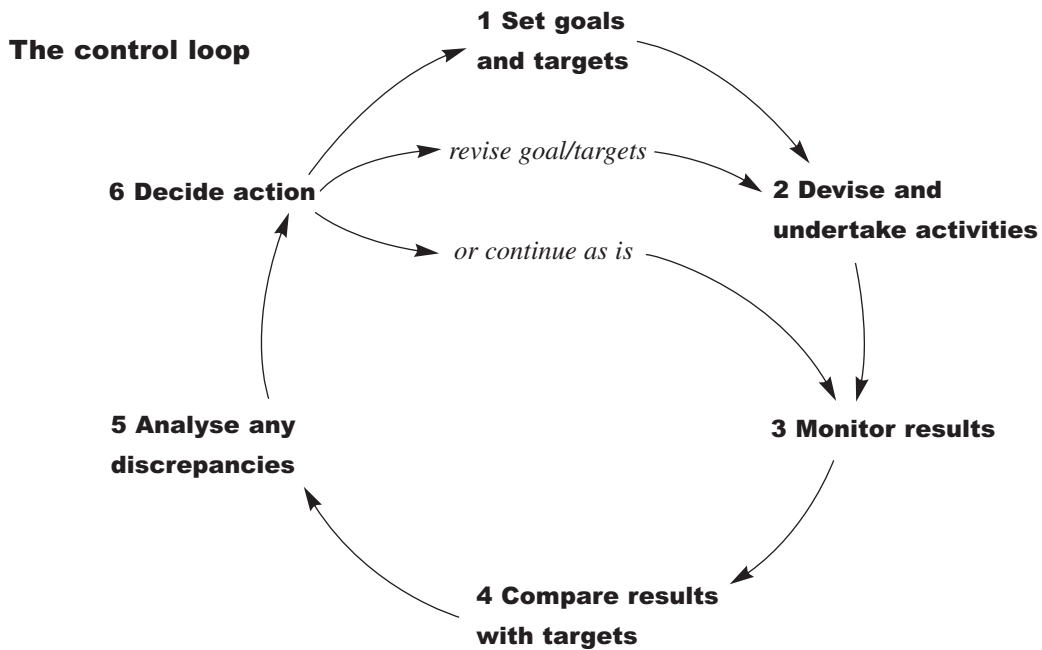 The control loop
1 Set goals
and targets
revise goal/targets
6 Decide action
2 Devise and
undertake activities
or continue as is
5 Analyse any
discrepancies
3 Monitor results
4 Compare results
with targets